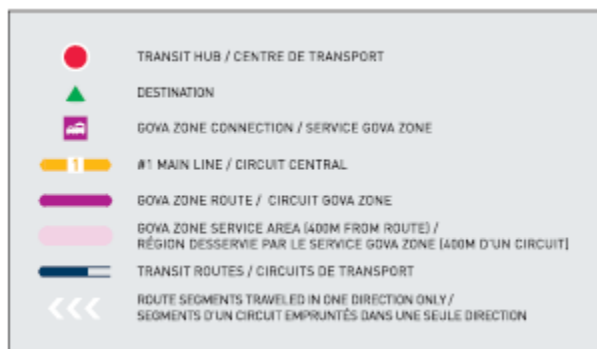 TRANSIT HUB / CENTRE DE TRANSPORT
DESTINATION
GOVA ZONE CONNECTION / SERVICE GOVA ZONE
1
#1 MAIN LINE / CIRCUIT CENTRAL
GOVA ZONE ROUTE / CIRCUIT GOVA ZONE
GOVA ZONE SERVICE AREA (400M FROM ROUTE) /
RÉGION DESSERVIE PAR LE SERVICE GOVA ZONE (400M D'UN CIRCUIT)
TRANSIT ROUTES / CIRCUITS DE TRANSPORT
ROUTE SEGMENTS TRAVELED IN ONE DIRECTION ONLY /
SEGMENTS D'UN CIRCUIT EMPRUNTÉS DANS UNE SEULE DIRECTION